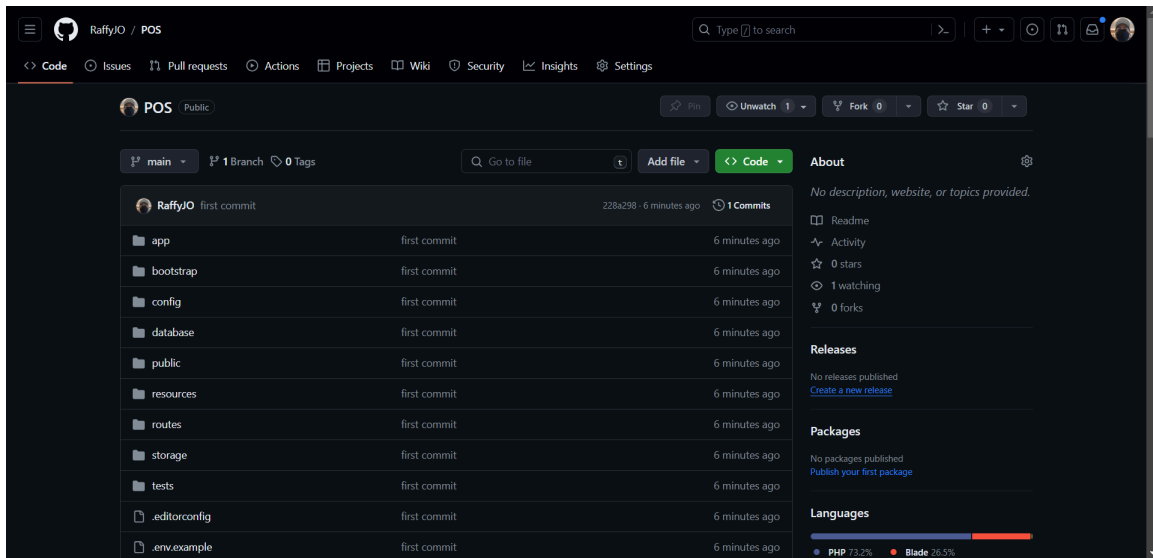 RaffyJO / POS
Type / to search
Code Issues Pull requests Actions Projects Wiki Security Insights Settings
POS Public
Pin Unwatch 1 Fork 0 Star 0
main 1 Branch 0 Tags
Go to file t Add file Code
RaffyJO first commit 228a298 · 6 minutes ago 1 Commits
app first commit 6 minutes ago
bootstrap first commit 6 minutes ago
config first commit 6 minutes ago
database first commit 6 minutes ago
public first commit 6 minutes ago
resources first commit 6 minutes ago
routes first commit 6 minutes ago
storage first commit 6 minutes ago
tests first commit 6 minutes ago
.editorconfig first commit 6 minutes ago
.env.example first commit 6 minutes ago
About
No description, website, or topics provided.
Readme
Activity
0 stars
1 watching
0 forks
Releases
No releases published
Create a new release
Packages
No packages published
Publish your first package
Languages
PHP 73.2% Blade 26.5%